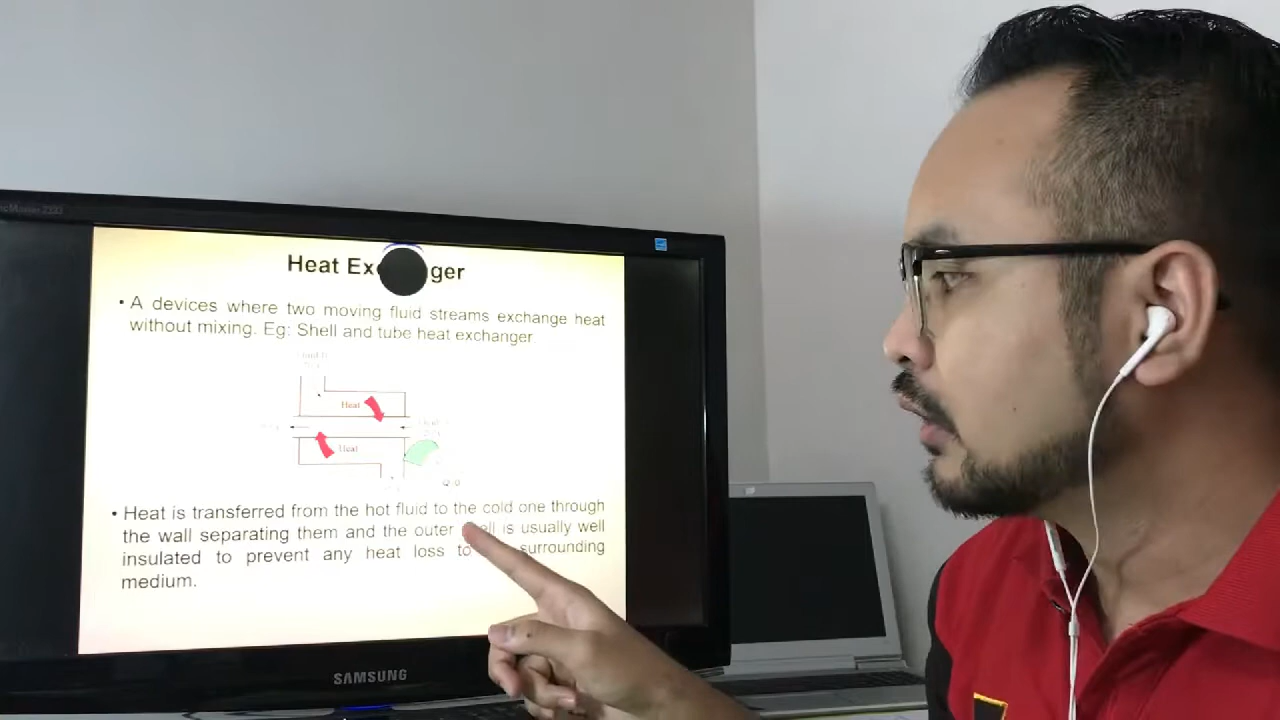 Heat Ex ger
• A devices where two moving fluid streams exchange heat
without mixing. Eg: Shell and tube heat exchanger
Heat
Heat
• Heat is transferred from the hot fluid to the cold one through
the wall separating them and the outer is usually well
insulated to prevent any heat loss to surrounding
medium.
SAMSUNG